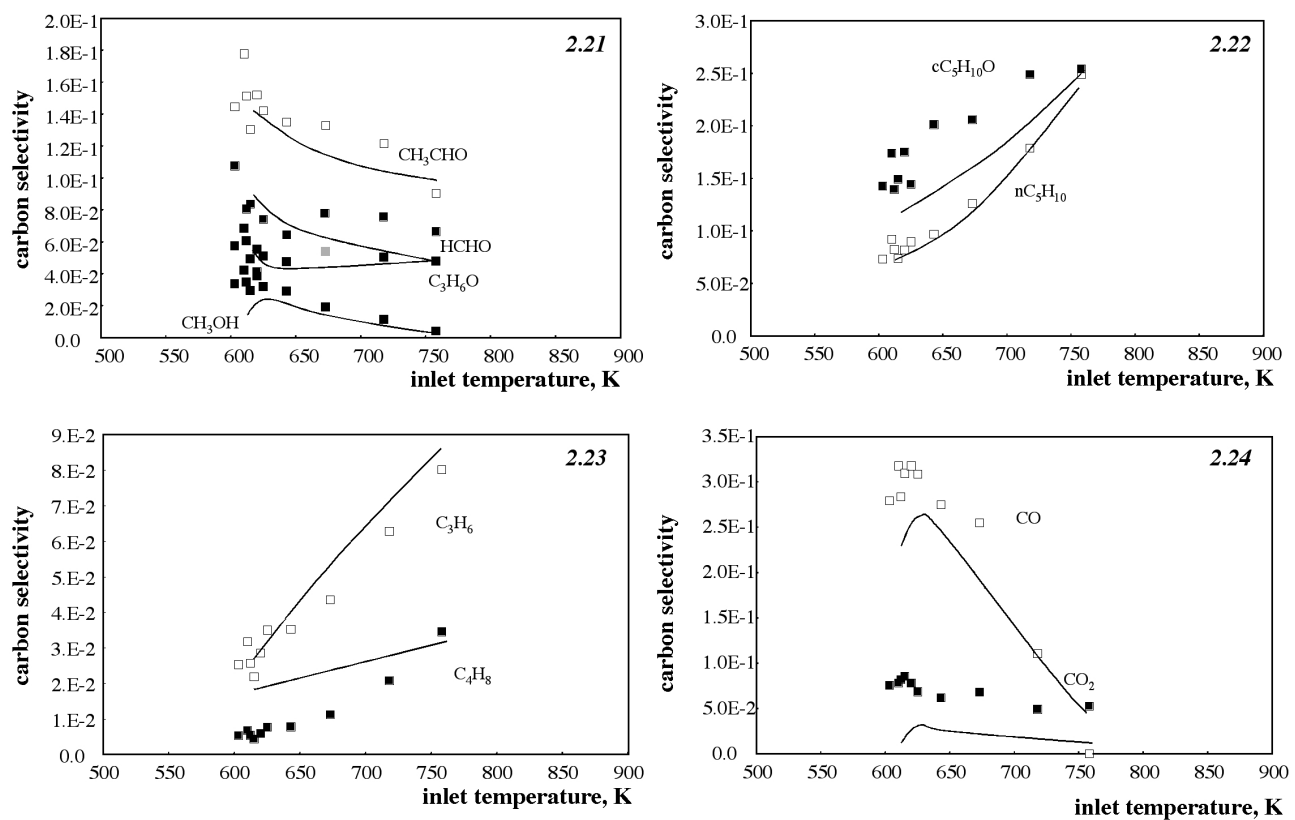 2.0E-1
1.8E-1
1.6E-1
1.4E-1
1.2E-1
1.0E-1
8.0E-2
6.0E-2
4.0E-2
2.0E-2
0.0
carbon selectivity
2.21
CH₃CHO
HCHO
C₃H₆O
CH₃OH
500 550 600 650 700 750 800 850 900
inlet temperature, K
3.0E-1
2.5E-1
2.0E-1
1.5E-1
1.0E-1
5.0E-2
0.0
carbon selectivity
2.22
cC₅H₁₀O
nC₅H₁₀
500 550 600 650 700 750 800 850 900
inlet temperature, K
9.E-2
8.E-2
7.E-2
6.E-2
5.E-2
4.E-2
3.E-2
2.E-2
1.E-2
0.0
carbon selectivity
2.23
C₃H₆
C₄H₈
500 550 600 650 700 750 800 850 900
inlet temperature, K
3.5E-1
3.0E-1
2.5E-1
2.0E-1
1.5E-1
1.0E-1
5.0E-2
0.0
carbon selectivity
2.24
CO
CO₂
500 550 600 650 700 750 800 850 900
inlet temperature, K